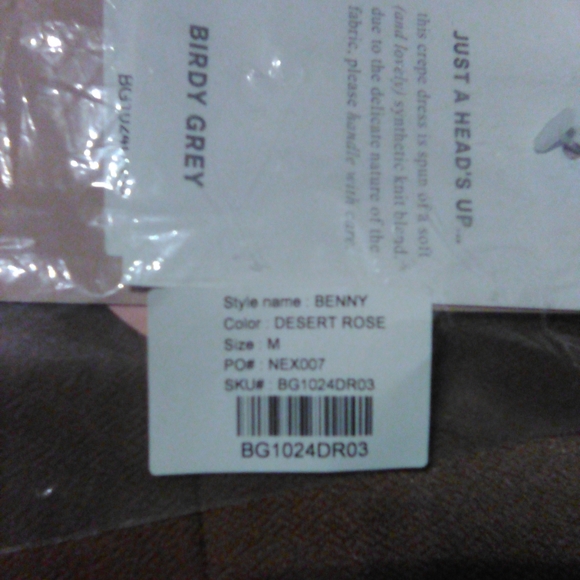 JUST A HEAD'S UP...
this crepe dress is spun of a soft
(and lovely) synthetic knit blend.
due to the delicate nature of the
fabric, please handle with care.
BIRDY GREY
Style name : BENNY
Color : DESERT ROSE
Size : M
PO# : NEX007
SKU# : BG1024DR03
BG1024DR03